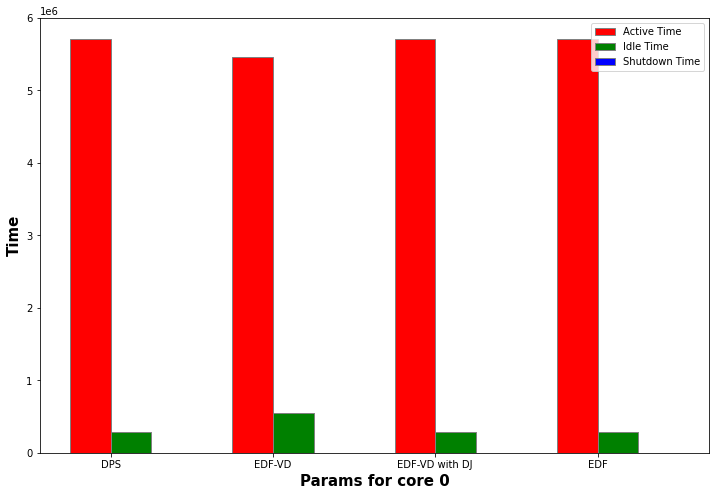 1e6
6
5
4
3
2
1
0
Time
Active Time
Idle Time
Shutdown Time
DPS EDF-VD EDF-VD with DJ EDF
Params for core 0